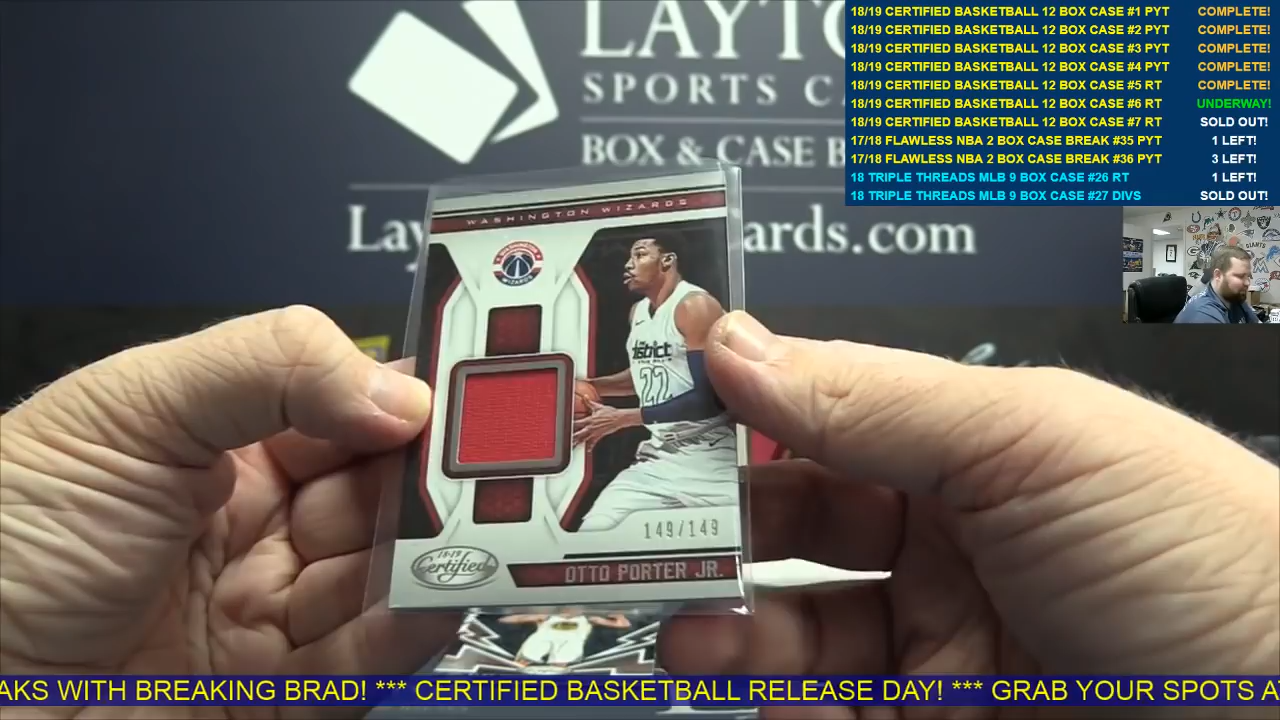 LAYTO
SPORTS C
BOX & CASE B
Lay ards.com
18/19 CERTIFIED BASKETBALL 12 BOX CASE #1 PYT COMPLETE!
18/19 CERTIFIED BASKETBALL 12 BOX CASE #2 PYT COMPLETE!
18/19 CERTIFIED BASKETBALL 12 BOX CASE #3 PYT COMPLETE!
18/19 CERTIFIED BASKETBALL 12 BOX CASE #4 PYT COMPLETE!
18/19 CERTIFIED BASKETBALL 12 BOX CASE #5 RT COMPLETE!
18/19 CERTIFIED BASKETBALL 12 BOX CASE #6 RT UNDERWAY!
18/19 CERTIFIED BASKETBALL 12 BOX CASE #7 RT SOLD OUT!
17/18 FLAWLESS NBA 2 BOX CASE BREAK #35 PYT 1 LEFT!
17/18 FLAWLESS NBA 2 BOX CASE BREAK #36 PYT 3 LEFT!
18 TRIPLE THREADS MLB 9 BOX CASE #26 RT 1 LEFT!
18 TRIPLE THREADS MLB 9 BOX CASE #27 DIVS SOLD OUT!
WASHINGTON WIZARDS
WASHINGTON
WIZARDS
district
22
149/149
18-19
Certified
OTTO PORTER JR.
AKS WITH BREAKING BRAD! *** CERTIFIED BASKETBALL RELEASE DAY! *** GRAB YOUR SPOTS A